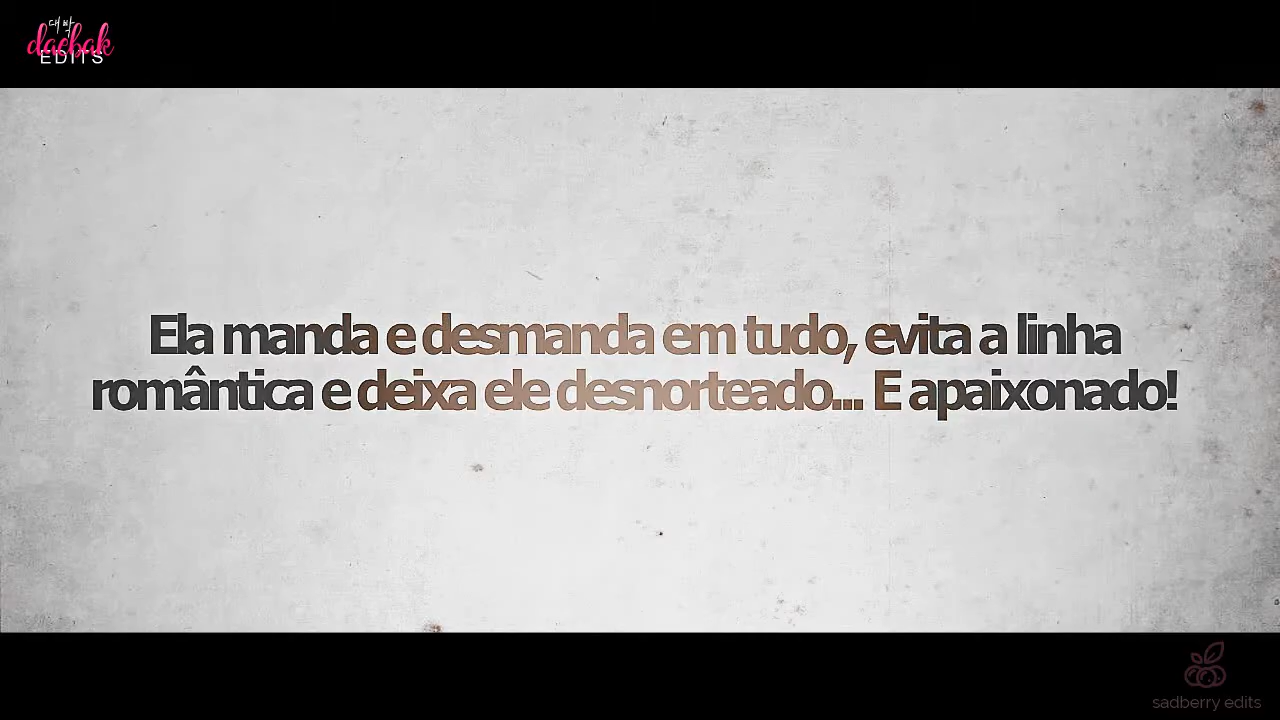 대박
daebak
EDITS
Ela manda e desmanda em tudo, evita a linha
romântica e deixa ele desnorteado... E apaixonado!
sadberry edits